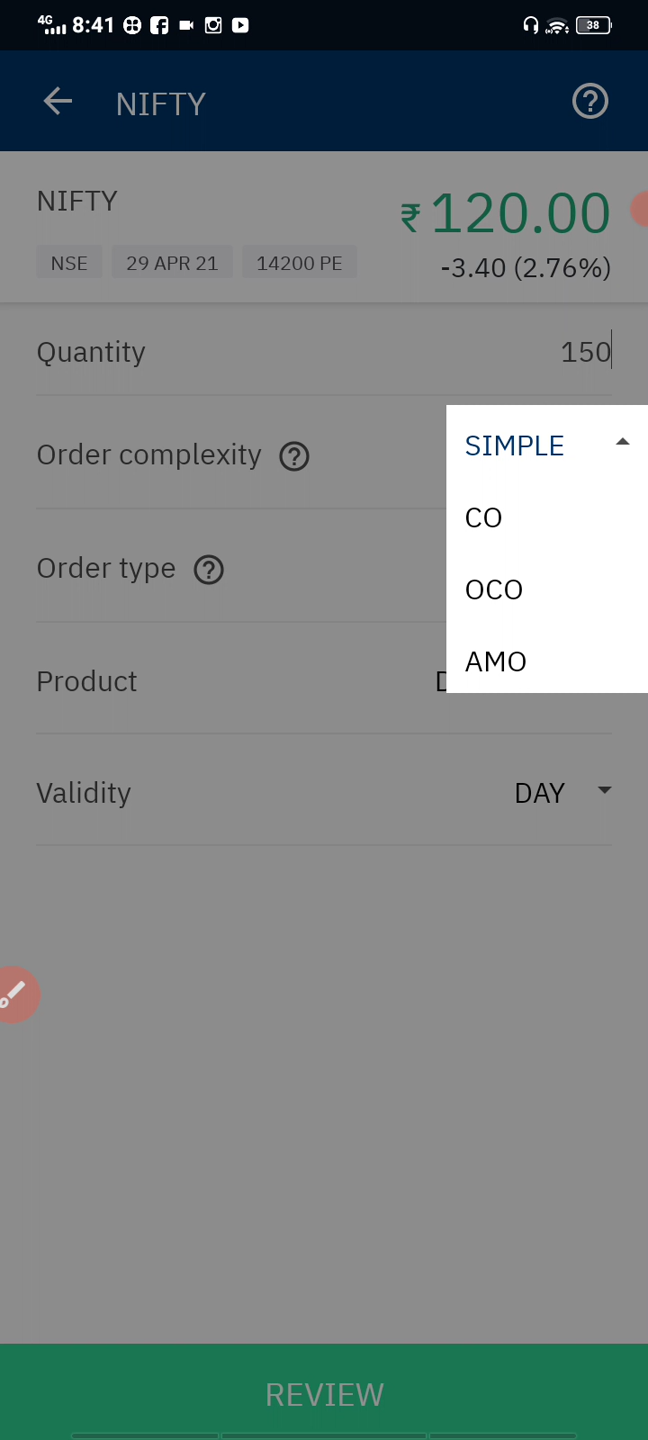 4G 8:41 38
NIFTY
NIFTY
₹ 120.00
NSE 29 APR 21 14200 PE
-3.40 (2.76%)
Quantity 150
SIMPLE
Order complexity
CO
Order type
OCO
AMO
Product D
Validity DAY
REVIEW